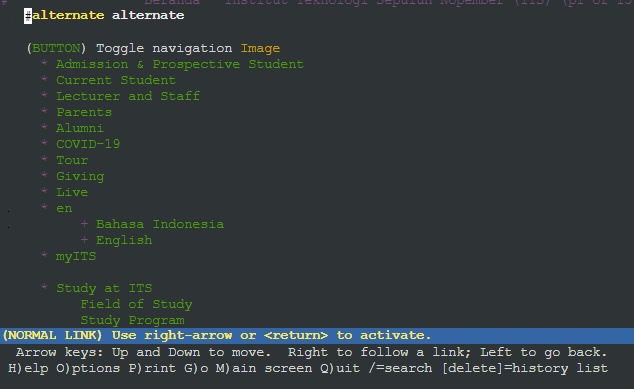 Beranda - Institut Teknologi Sepuluh Nopember (ITS) (p1 of 15
#alternate alternate
(BUTTON) Toggle navigation Image
* Admission & Prospective Student
* Current Student
* Lecturer and Staff
* Parents
* Alumni
* COVID-19
* Tour
* Giving
* Live
* en
+ Bahasa Indonesia
+ English
* myITS
* Study at ITS
Field of Study
Study Program
(NORMAL LINK) Use right-arrow or <return> to activate.
Arrow keys: Up and Down to move. Right to follow a link; Left to go back.
H)elp O)ptions P)rint G)o M)ain screen Q)uit /=search [delete]=history list